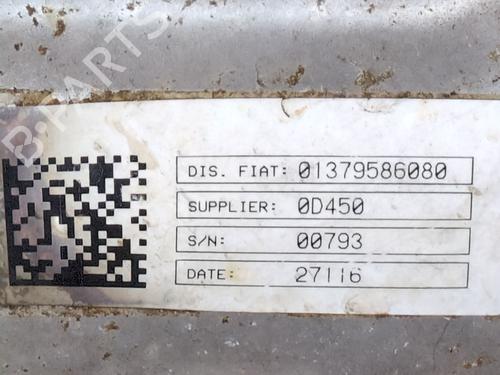 B-PARTS
DIS. FIAT: 01379586080
SUPPLIER: 0D450
S/N: 00793
DATE: 27116